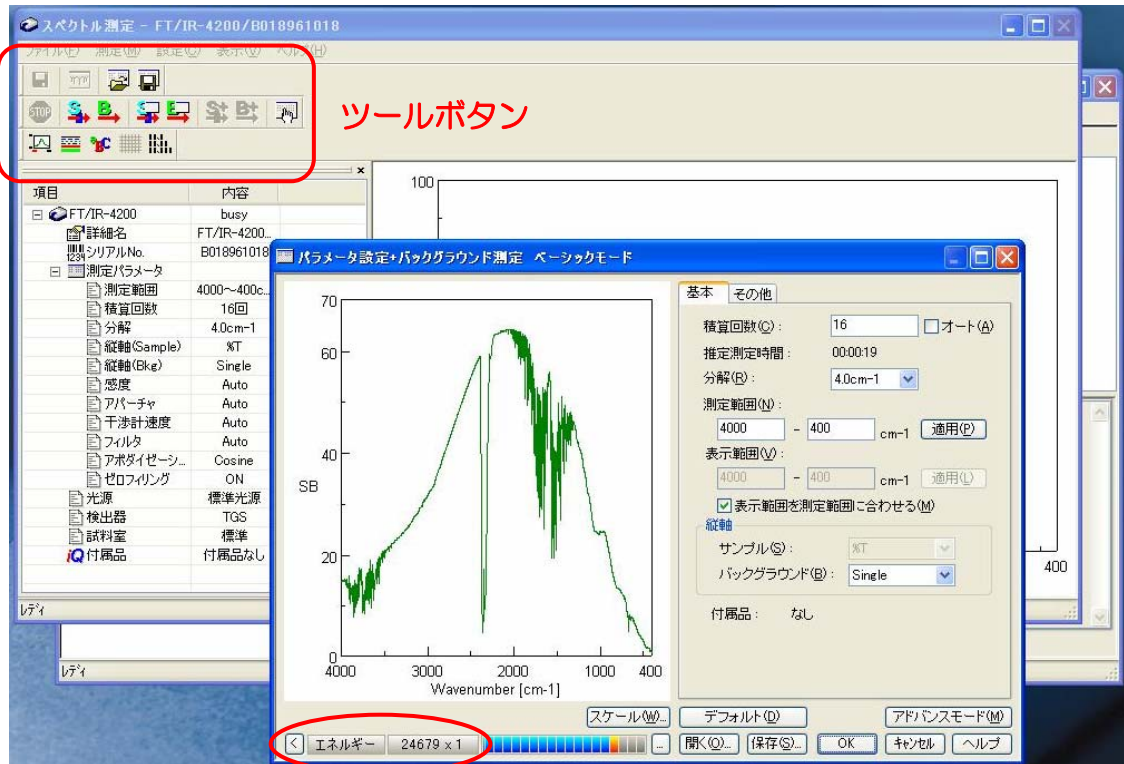 スペクトル測定 - FT/IR-4200/B018961018
ファイル(F) 測定(M) 設定(C) 表示(V) ヘルプ(H)
STOP
ツールボタン
項目 内容
FT/IR-4200 busy
詳細名 FT/IR-4200...
シリアルNo. B018961018
測定パラメータ
測定範囲 4000～400c...
積算回数 16回
分解 4.0cm-1
縦軸(Sample) %T
縦軸(Bkg) Single
感度 Auto
アパーチャ Auto
干渉計速度 Auto
フィルタ Auto
アポダイゼーシ... Cosine
ゼロフィリング ON
光源 標準光源
検出器 TGS
試料室 標準
iQ 付属品 付属品なし
レディ
レディ
100
400
パラメータ設定+バックグラウンド測定 ベーシックモード
70
60
40
SB
20
0
4000 3000 2000 1000 400
Wavenumber [cm-1]
基本 その他
積算回数(C): 16 オート(A)
推定測定時間: 00:00:19
分解(R): 4.0cm-1
測定範囲(N):
4000 - 400 cm-1 適用(P)
表示範囲(V):
4000 - 400 cm-1 適用(L)
表示範囲を測定範囲に合わせる(M)
縦軸
サンプル(S): %T
バックグラウンド(B): Single
付属品: なし
スケール(W)... デフォルト(D) アドバンスモード(M)
< エネルギー 24679 x 1 ... 開く(O)... 保存(S)... OK キャンセル ヘルプ